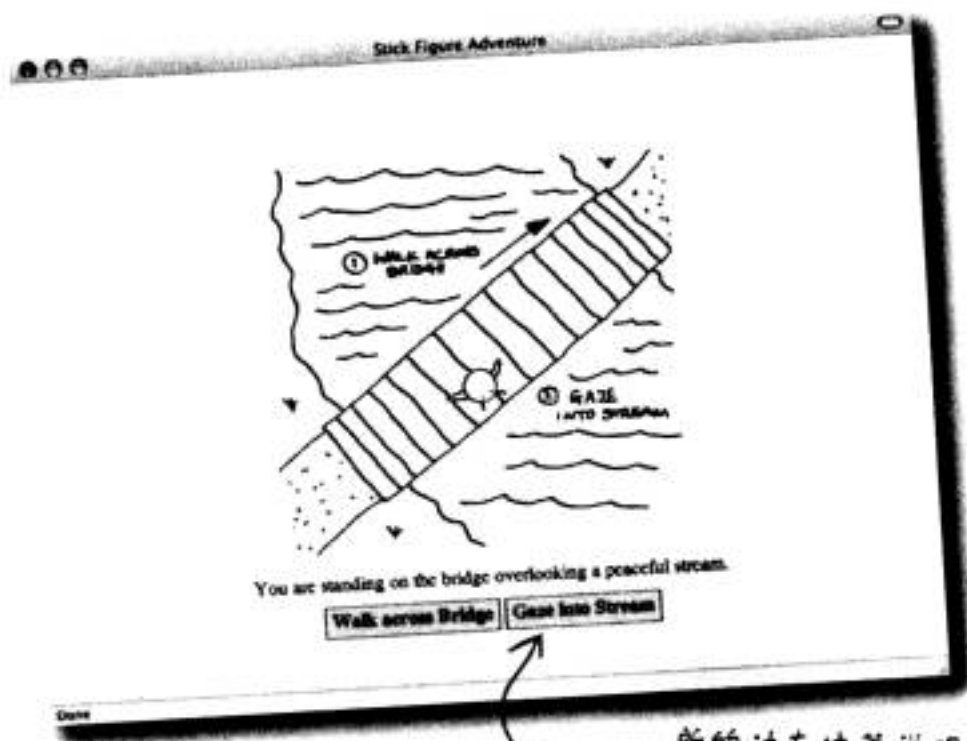 Stick Figure Adventure
① WALK ACROSS
BRIDGE
② GAZE
INTO STREAM
You are standing on the bridge overlooking a peaceful stream.
Walk across Bridge Gaze into Stream
Done